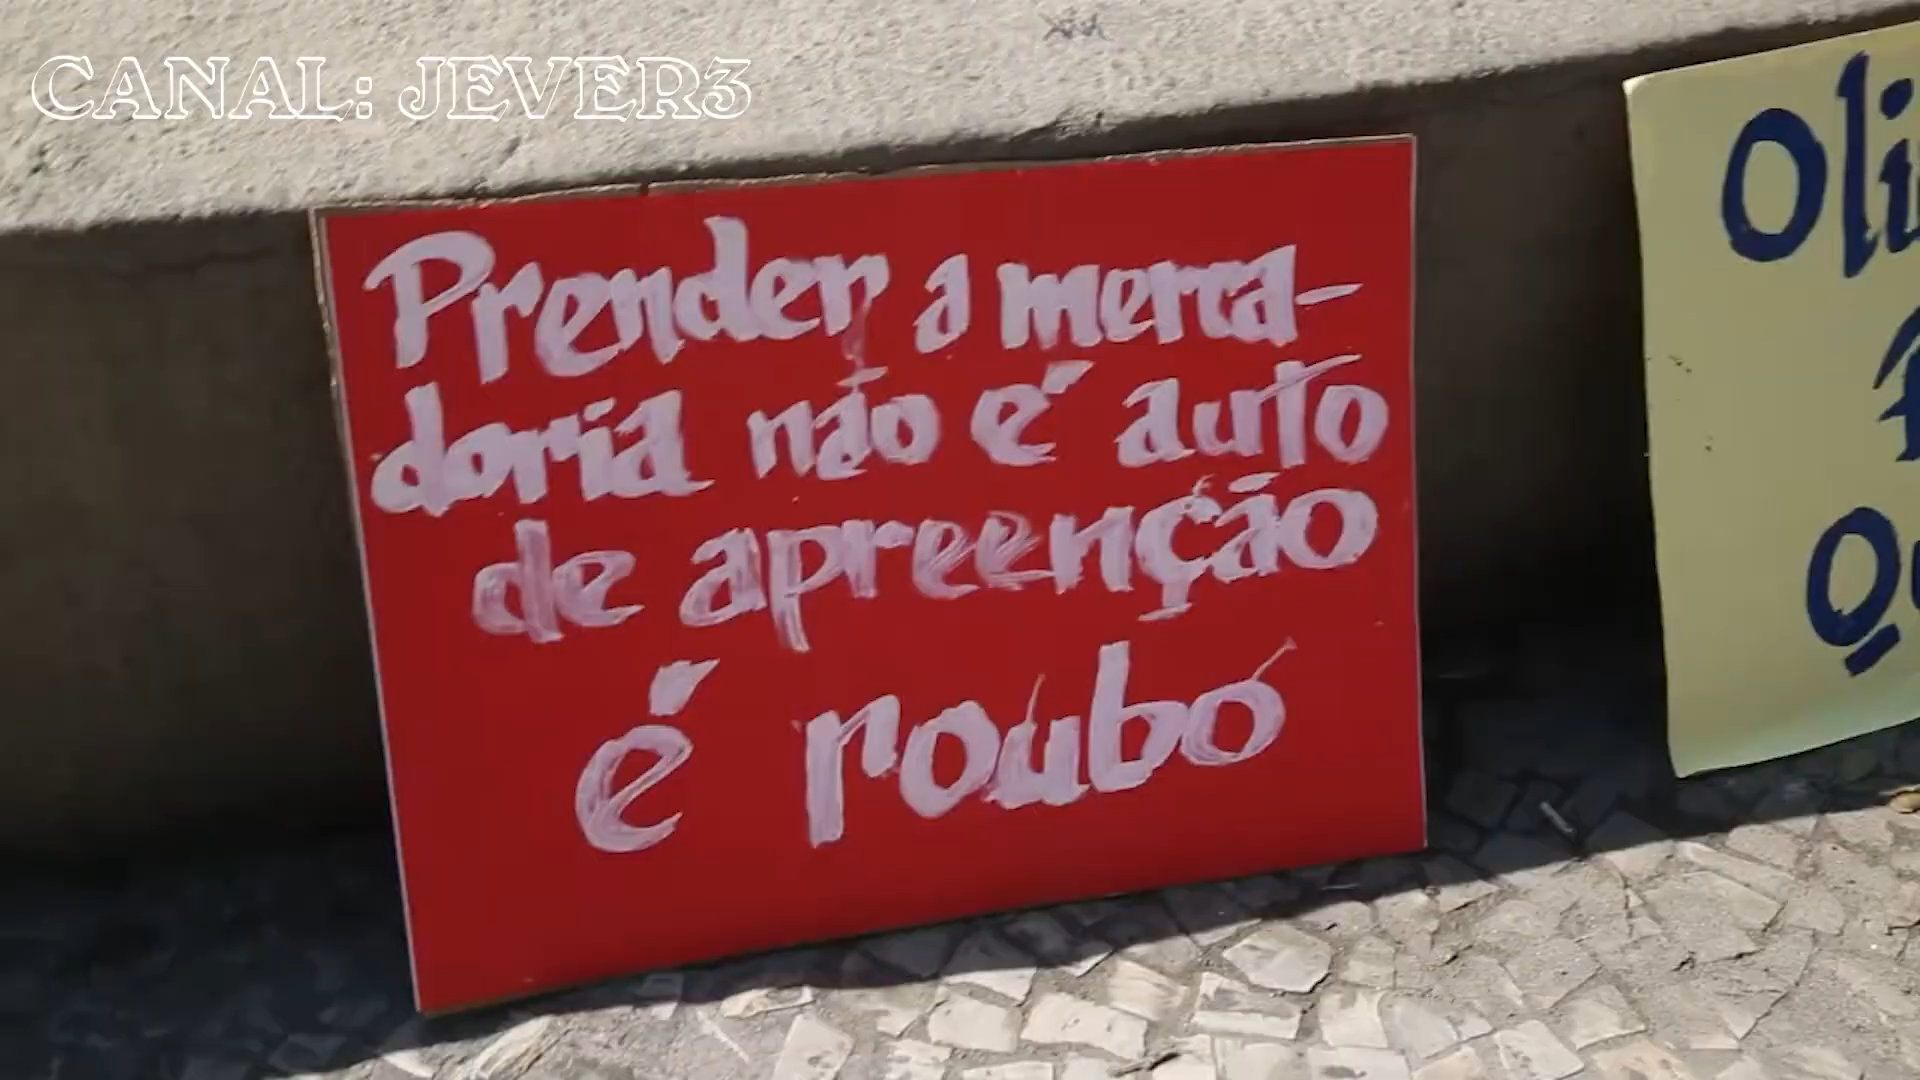 CANAL: JEVER3
Prender a merca-
doria não é auto
de apreenção
é roubo